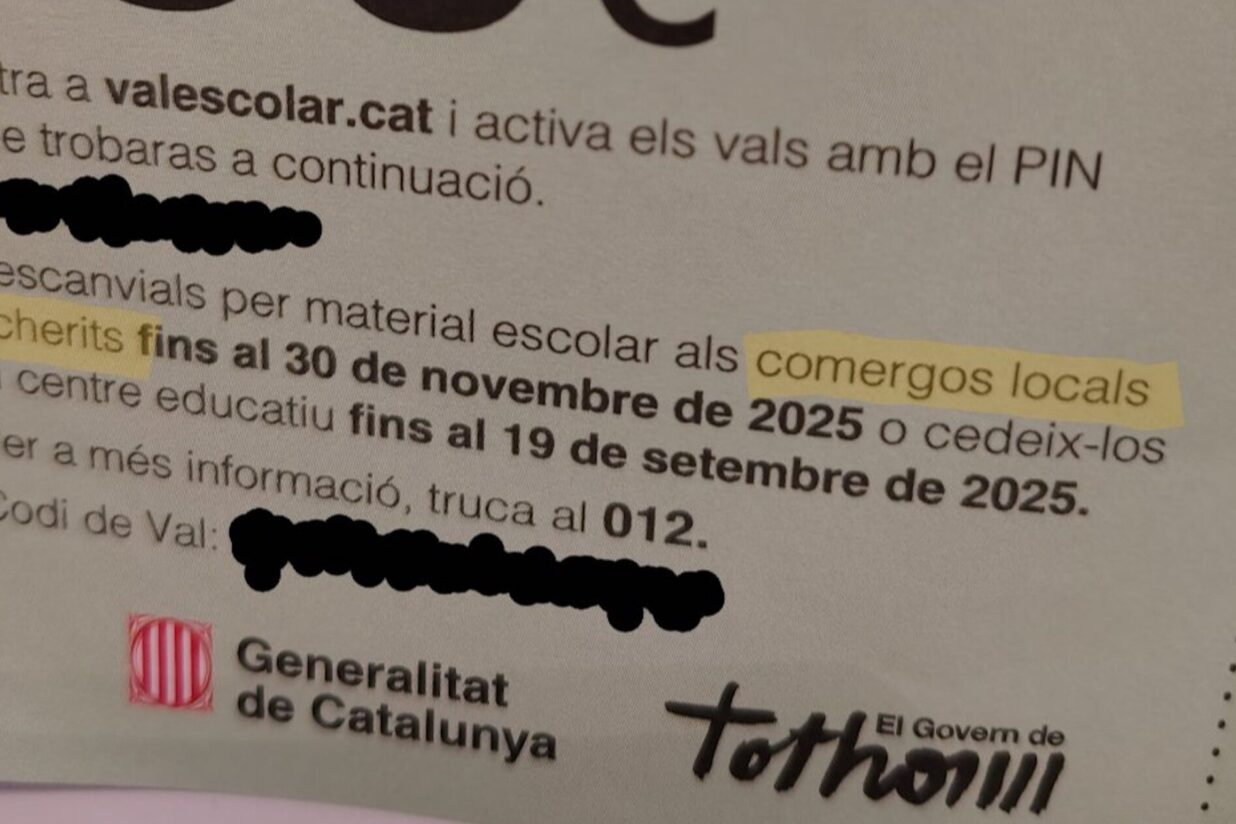 tra a valescolar.cat i activa els vals amb el PIN
e trobaras a continuació.
escanvials per material escolar als comergos locals
cherits fins al 30 de novembre de 2025 o cedeix-los
centre educatiu fins al 19 de setembre de 2025.
er a més informació, truca al 012.
Codi de Val:
Generalitat
de Catalunya
El Govern de
tothom